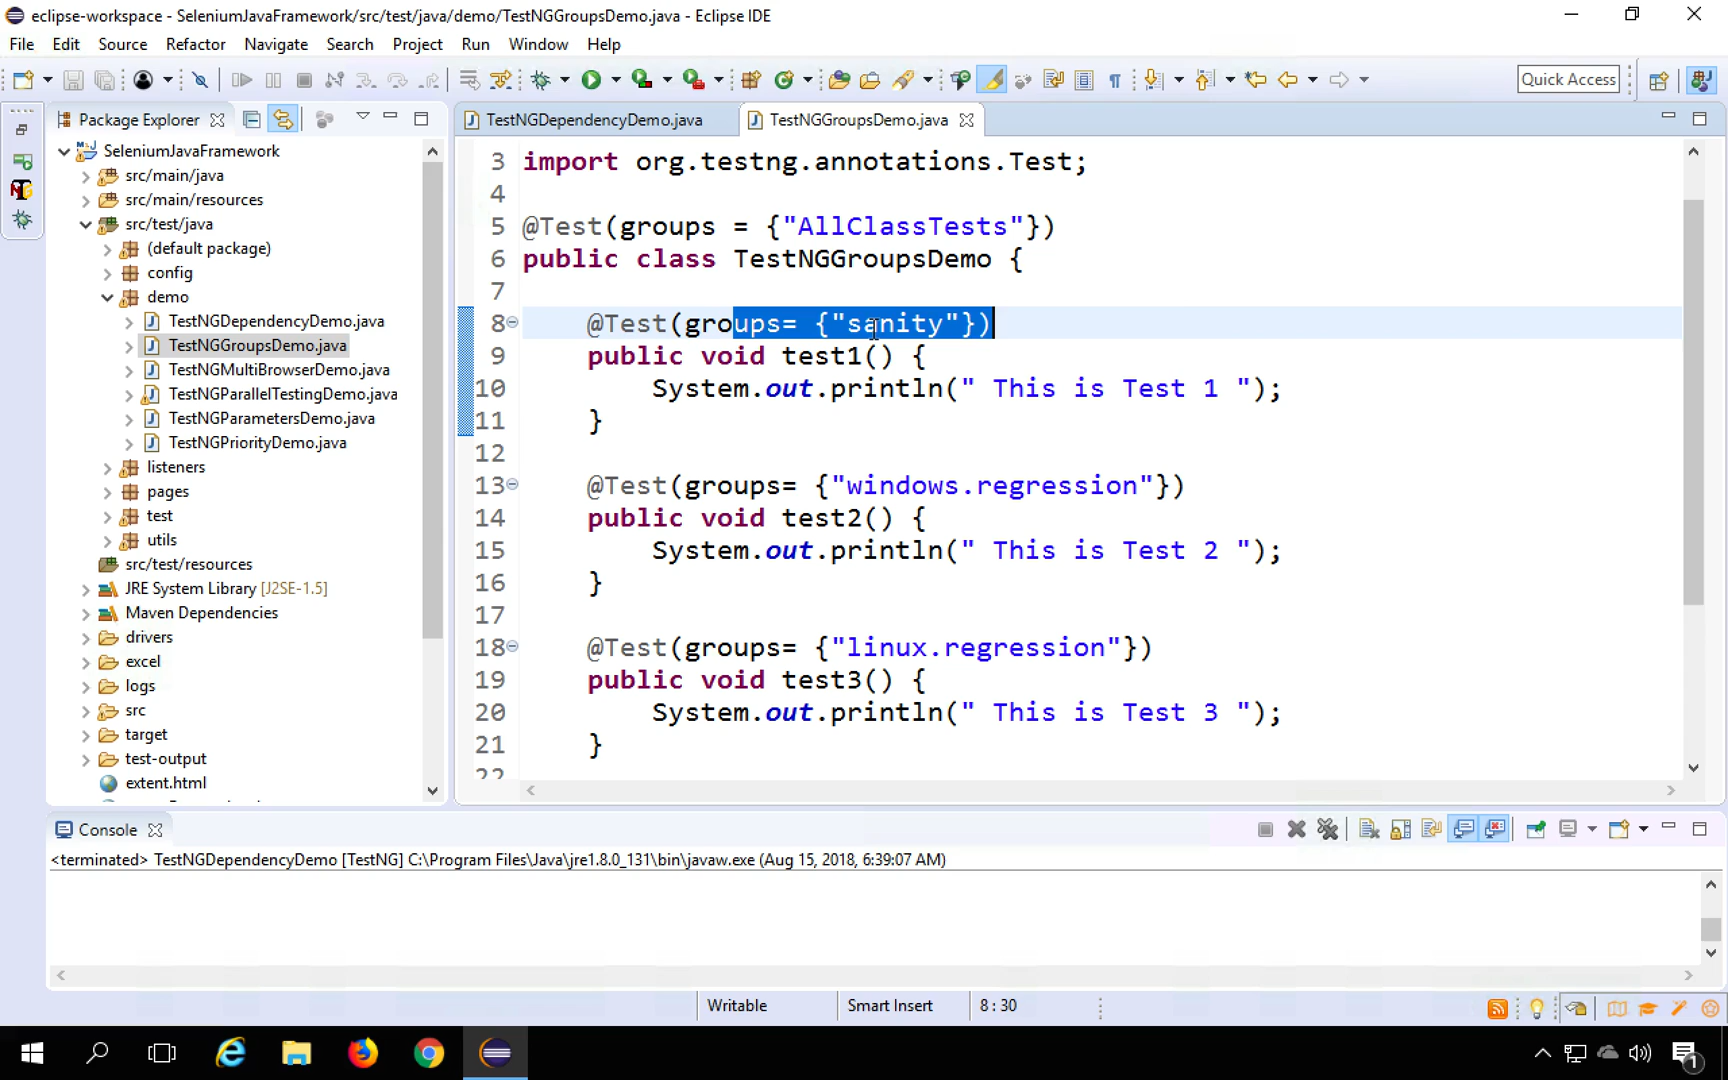 eclipse-workspace - SeleniumJavaFramework/src/test/java/demo/TestNGGroupsDemo.java - Eclipse IDE
File Edit Source Refactor Navigate Search Project Run Window Help
Quick Access
Package Explorer
SeleniumJavaFramework
src/main/java
src/main/resources
src/test/java
(default package)
config
demo
TestNGDependencyDemo.java
TestNGGroupsDemo.java
TestNGMultiBrowserDemo.java
TestNGParallelTestingDemo.java
TestNGParametersDemo.java
TestNGPriorityDemo.java
listeners
pages
test
utils
src/test/resources
JRE System Library [J2SE-1.5]
Maven Dependencies
drivers
excel
logs
src
target
test-output
extent.html
TestNGDependencyDemo.java TestNGGroupsDemo.java
3 import org.testng.annotations.Test;
4
5 @Test(groups = {"AllClassTests"})
6 public class TestNGGroupsDemo {
7
8 @Test(groups= {"sanity"})
9 public void test1() {
10 System.out.println(" This is Test 1 ");
11 }
12
13 @Test(groups= {"windows.regression"})
14 public void test2() {
15 System.out.println(" This is Test 2 ");
16 }
17
18 @Test(groups= {"linux.regression"})
19 public void test3() {
20 System.out.println(" This is Test 3 ");
21 }
22
Console
<terminated> TestNGDependencyDemo [TestNG] C:\Program Files\Java\jre1.8.0_131\bin\javaw.exe (Aug 15, 2018, 6:39:07 AM)
Writable Smart Insert 8 : 30
1